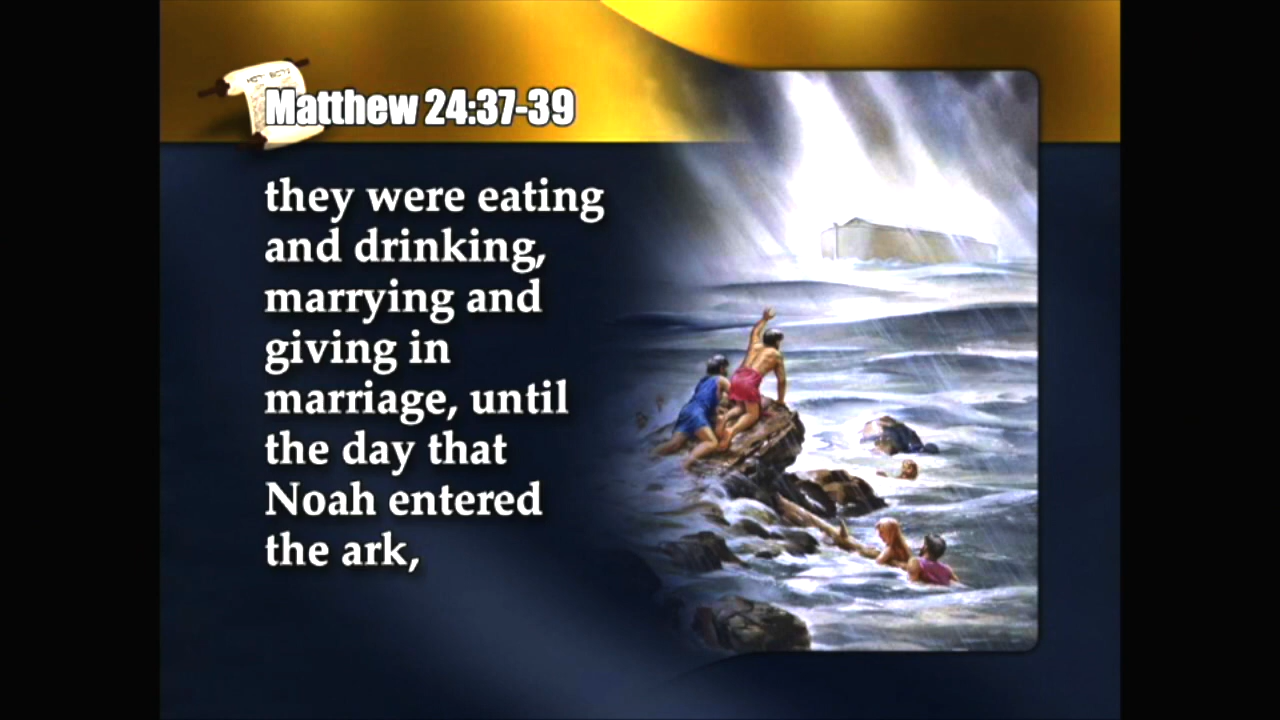 Matthew 24:37-39
they were eating
and drinking,
marrying and
giving in
marriage, until
the day that
Noah entered
the ark,